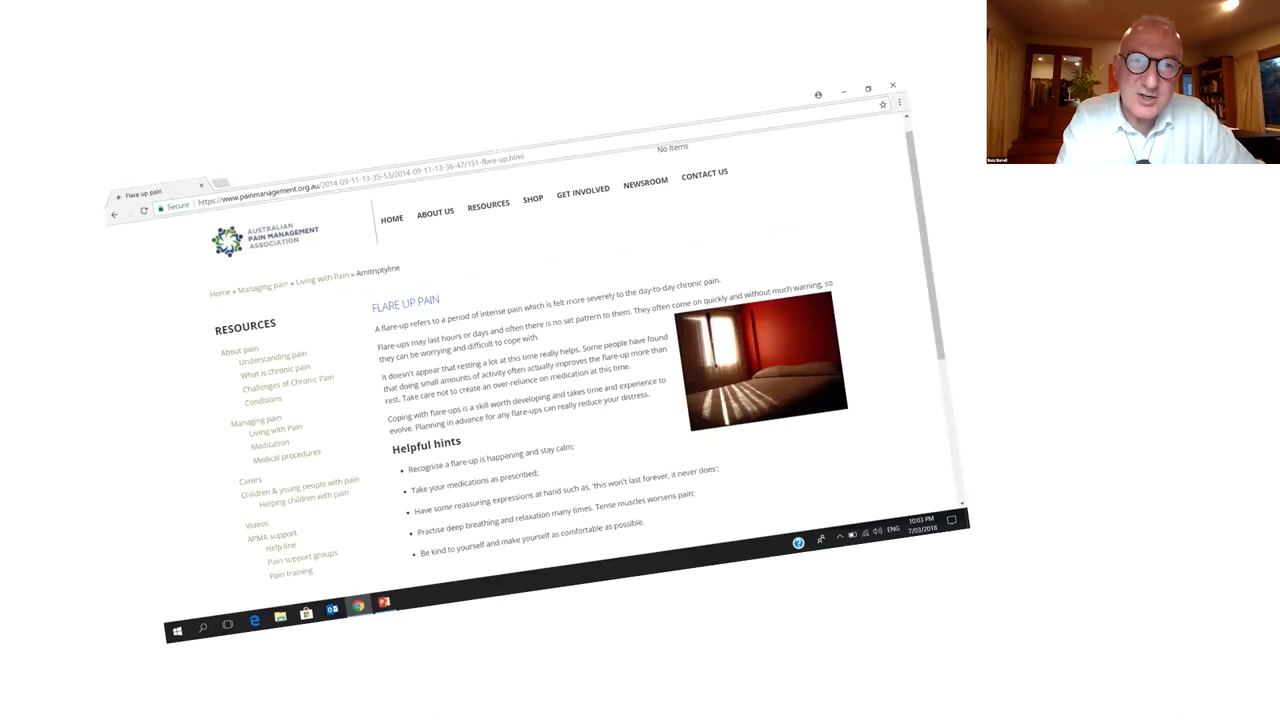 Flare up pain
Secure https://www.painmanagement.org.au/2014-09-11-13-35-53/2014-09-11-13-36-47/151-flare-up.html
No Items
AUSTRALIAN
PAIN MANAGEMENT
ASSOCIATION
HOME ABOUT US RESOURCES SHOP GET INVOLVED NEWSROOM CONTACT US
Home » Managing pain » Living with Pain » Amitriptyline
RESOURCES
About pain
Understanding pain
What is chronic pain
Challenges of Chronic Pain
Conditions
Managing pain
Living with Pain
Medication
Medical procedures
Carers
Children & young people with pain
Helping children with pain
Videos
APMA support
Help line
Pain support groups
Pain training
FLARE UP PAIN
A flare-up refers to a period of intense pain which is felt more severely to the day-to-day chronic pain.
Flare-ups may last hours or days and often there is no set pattern to them. They often come on quickly and without much warning, so
they can be worrying and difficult to cope with.
It doesn't appear that resting a lot at this time really helps. Some people have found
that doing small amounts of activity often actually improves the flare-up more than
rest. Take care not to create an over-reliance on medication at this time.
Coping with flare-ups is a skill worth developing and takes time and experience to
evolve. Planning in advance for any flare-ups can really reduce your distress.
Helpful hints
• Recognise a flare-up is happening and stay calm;
• Take your medications as prescribed;
• Have some reassuring expressions at hand such as, 'this won't last forever, it never does';
• Practise deep breathing and relaxation many times. Tense muscles worsens pain;
• Be kind to yourself and make yourself as comfortable as possible.
ENG
10:03 PM
7/03/2018